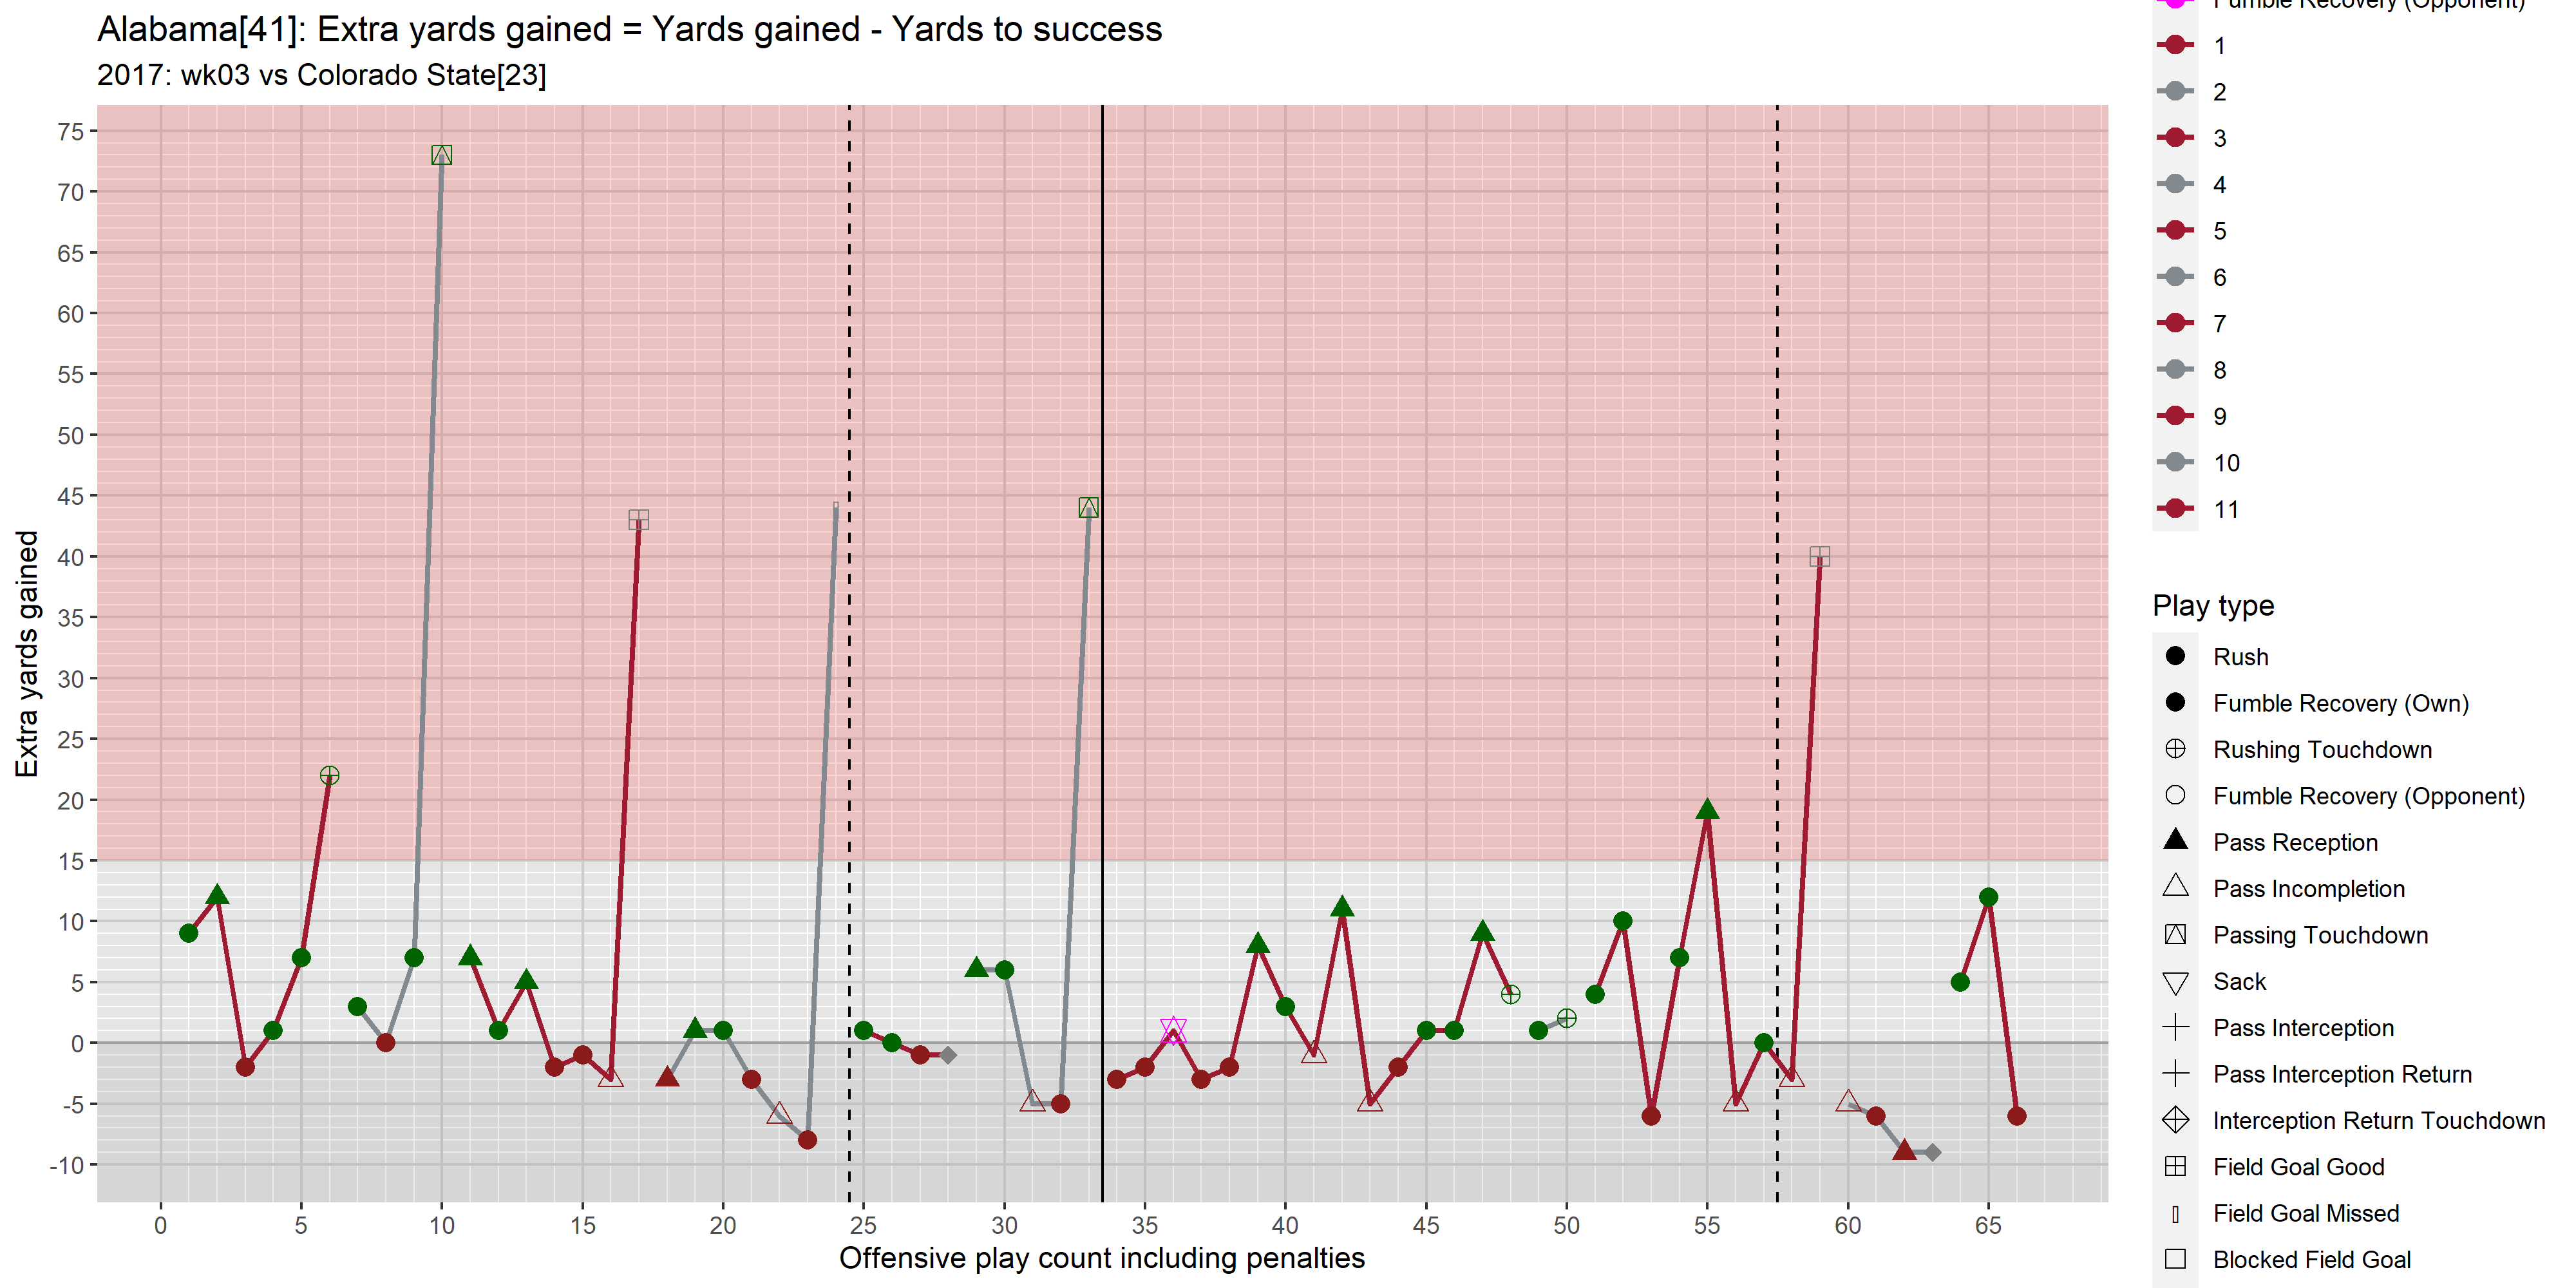 Alabama[41]: Extra yards gained = Yards gained - Yards to success
2017: wk03 vs Colorado State[23]
Extra yards gained
75
70
65
60
55
50
45
40
35
30
25
20
15
10
5
0
-5
-10
0 5 10 15 20 25 30 35 40 45 50 55 60 65
Offensive play count including penalties
Fumble Recovery (Opponent)
1
2
3
4
5
6
7
8
9
10
11
Play type
Rush
Fumble Recovery (Own)
Rushing Touchdown
Fumble Recovery (Opponent)
Pass Reception
Pass Incompletion
Passing Touchdown
Sack
Pass Interception
Pass Interception Return
Interception Return Touchdown
Field Goal Good
Field Goal Missed
Blocked Field Goal